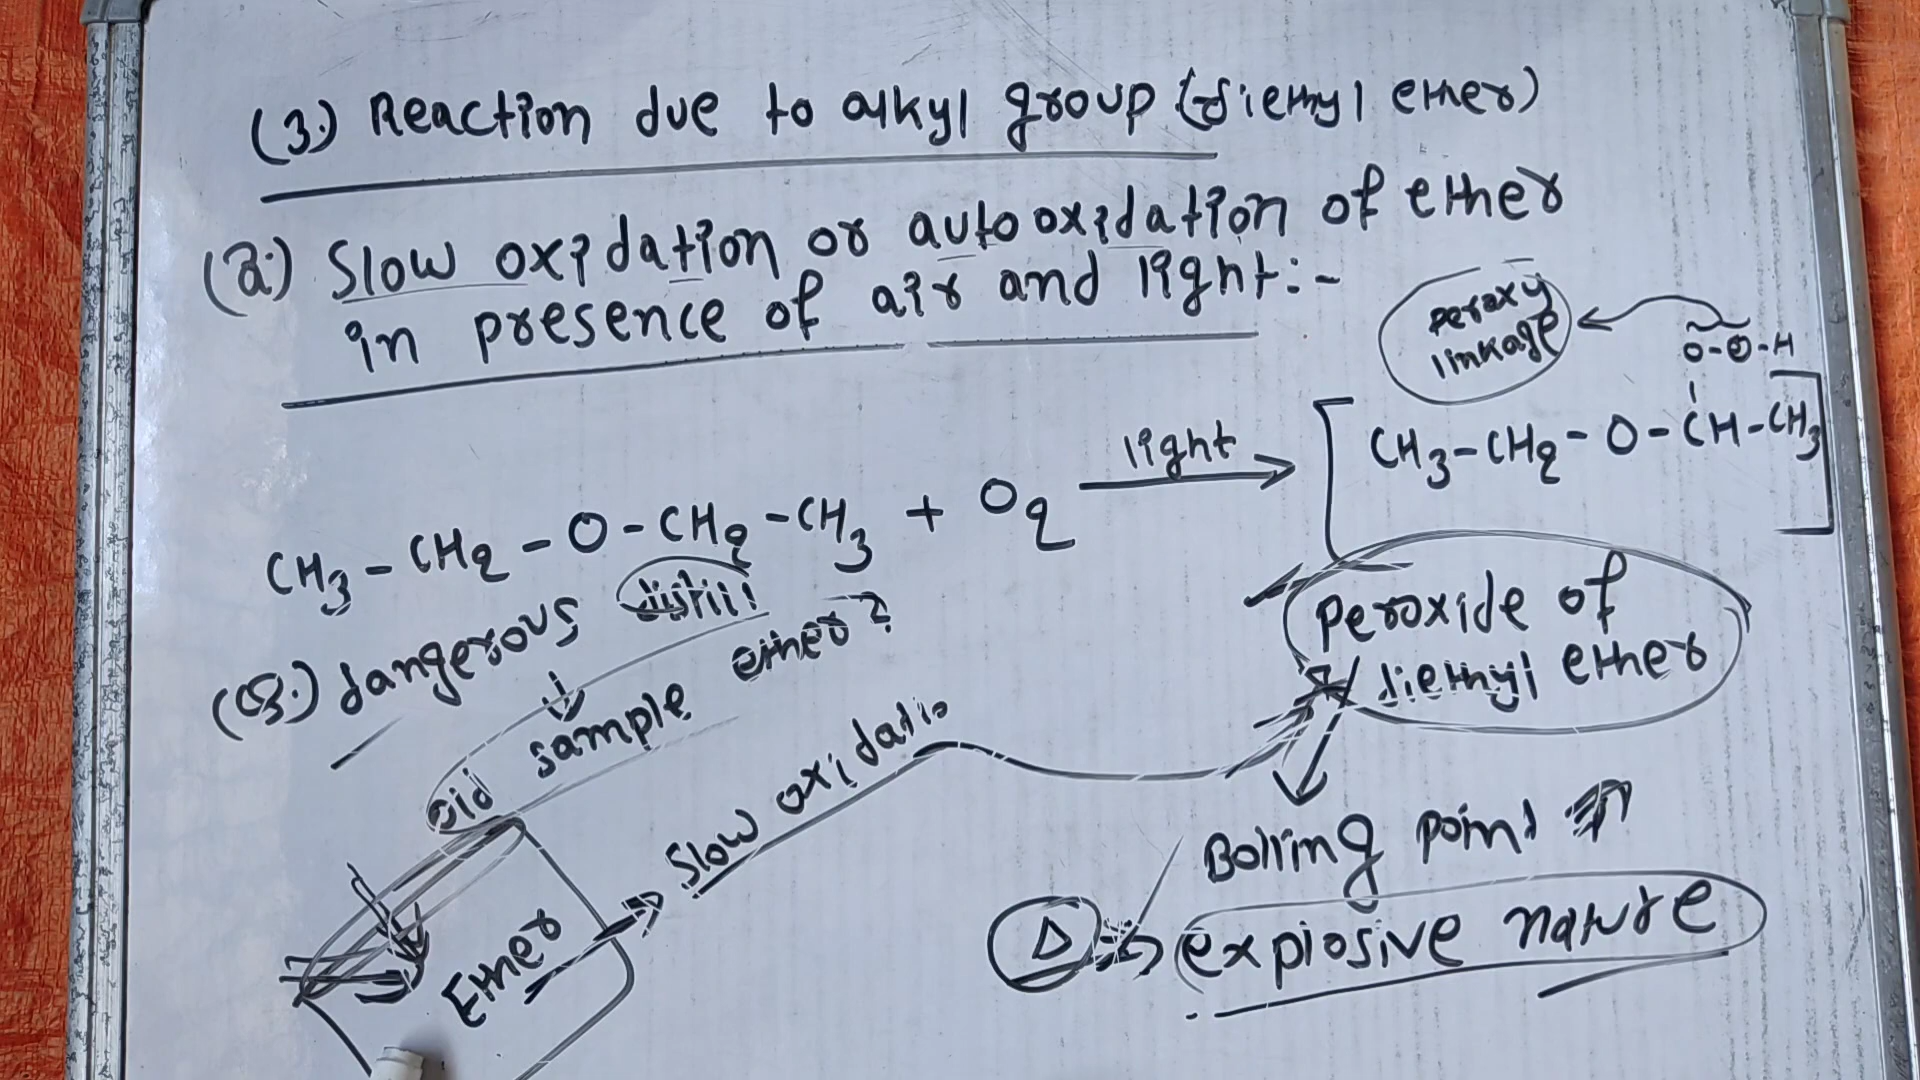 (3.) Reaction due to alkyl group (diethyl ether)
(a.) Slow oxidation or autooxidation of ether
in presence of air and light:-
peroxy
linkage
O-O-H
CH3-CH2-O-CH2-CH3 + O2 light → [CH3-CH2-O-CH-CH3]
Peroxide of
diethyl ether
(Q.) dangerous distil
old sample ether?
Ether → Slow oxidatio
Boiling point ↑
Δ → explosive nature